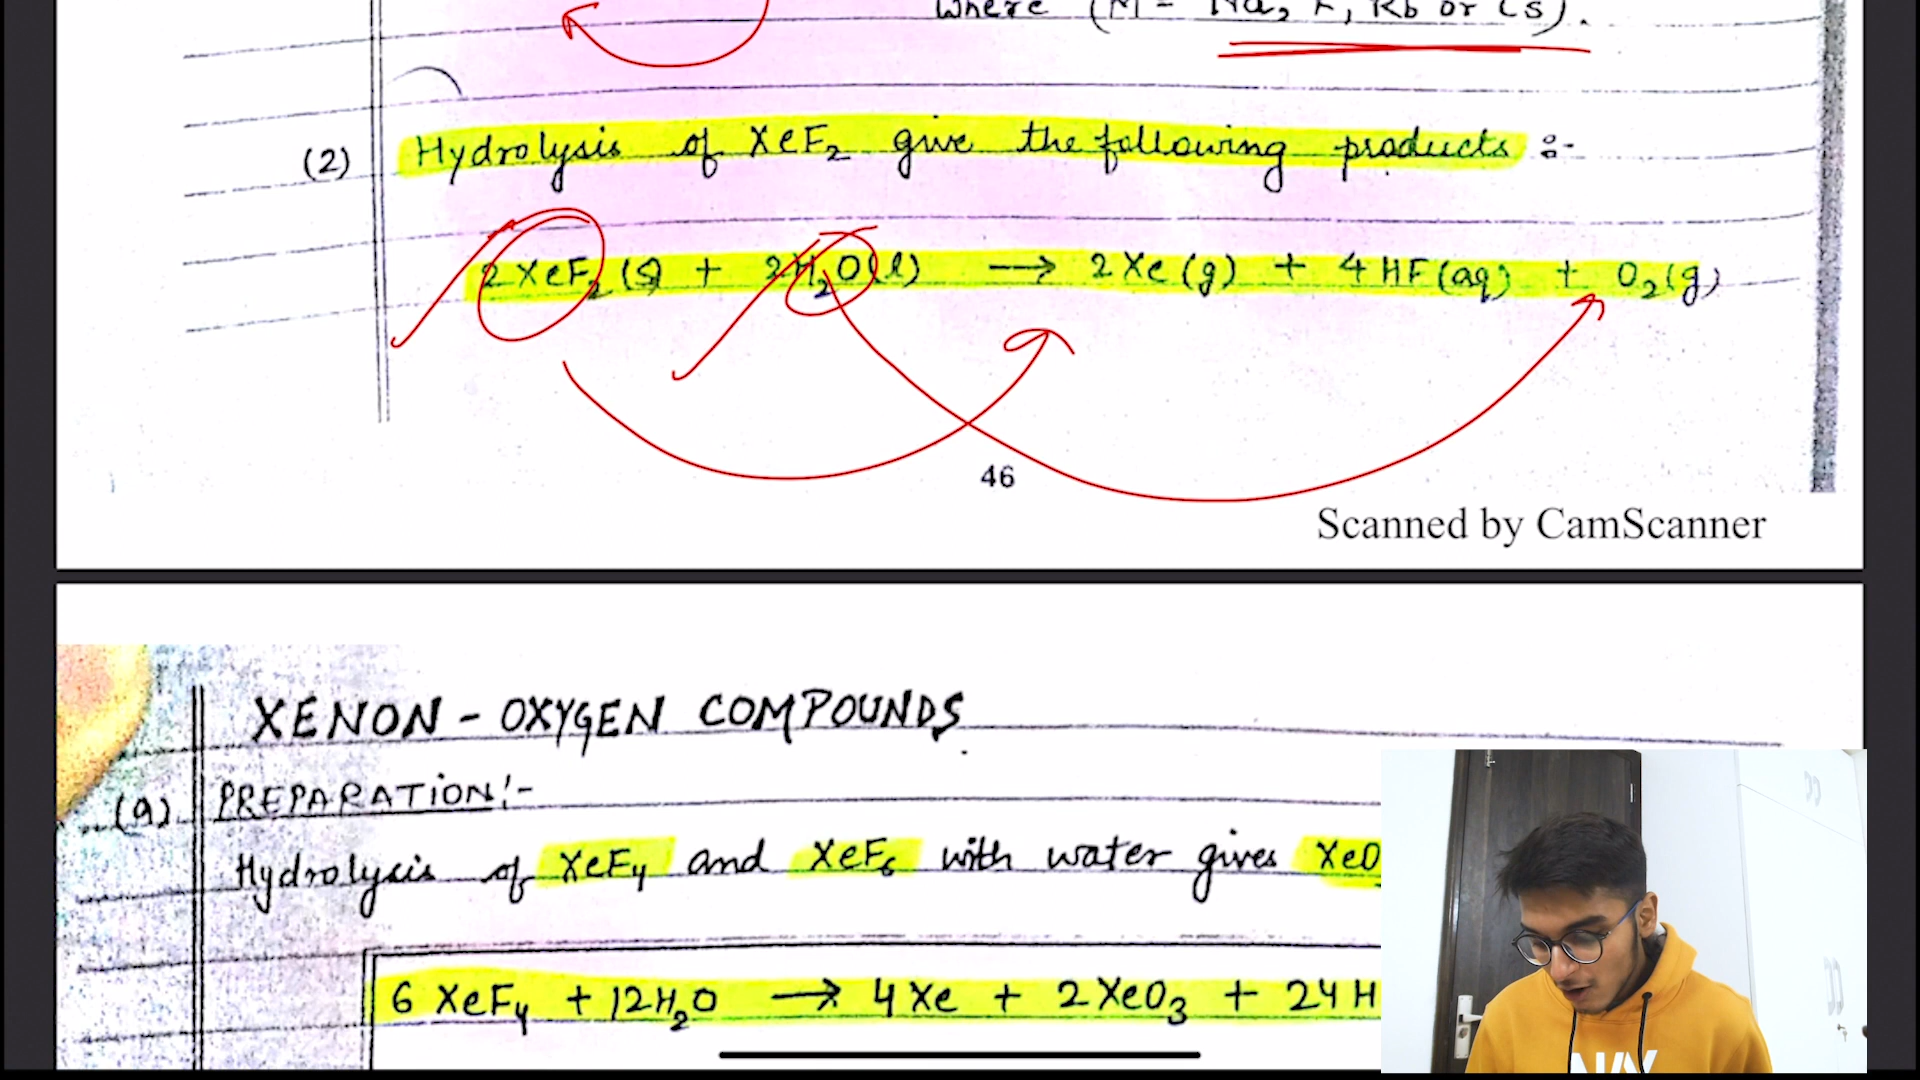 where (M = Na, K, Rb or Cs).
(2) Hydrolysis of XeF₂ give the following products :-
2XeF₂ (s) + 2H₂O(l) → 2Xe(g) + 4HF(aq) + O₂(g)
46
Scanned by CamScanner
XENON - OXYGEN COMPOUNDS.
(a) PREPARATION:-
Hydrolysis of XeF₄ and XeF₆ with water gives XeO
6 XeF₄ + 12H₂O → 4Xe + 2XeO₃ + 24H